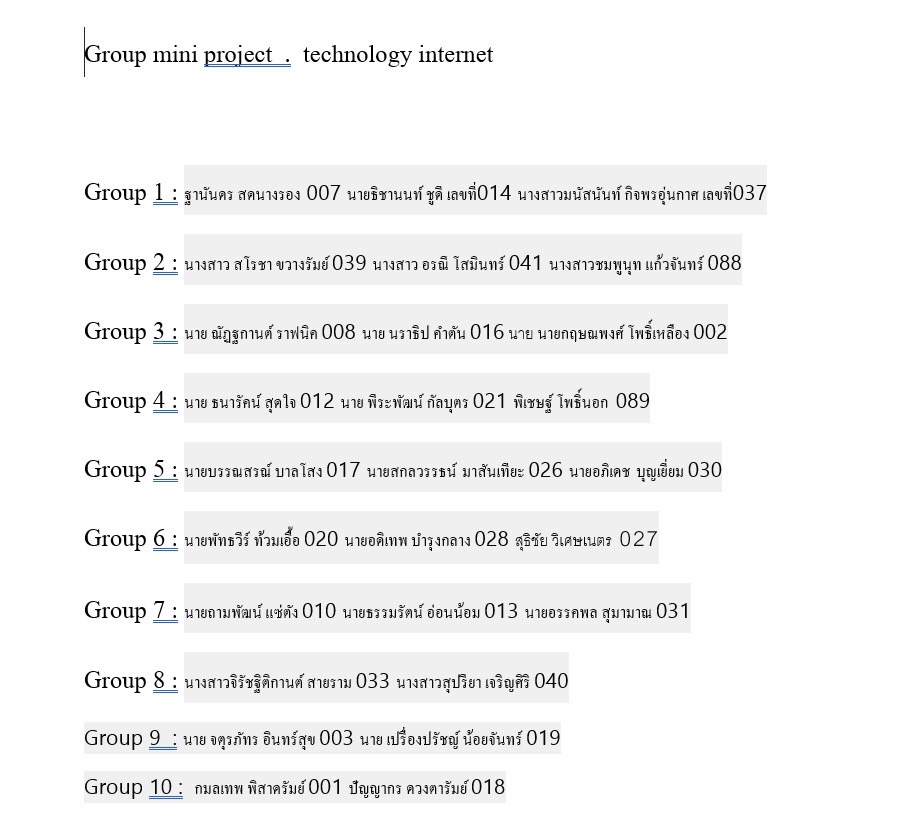 Group mini project . technology internet
Group 1 : ฐานันดร สดนางรอง 007 นายธิชานนท์ ชูดี เลขที่014 นางสาวมนัสนันท์ กิจพรอุ่นกาศ เลขที่037
Group 2 : นางสาว สโรชา ขวางรัมย์ 039 นางสาว อรณี โสมินทร์ 041 นางสาวชมพูนุท แก้วจันทร์ 088
Group 3 : นาย ณัฏฐกานต์ ราฟนิค 008 นาย นราธิป คำตัน 016 นาย นายกฤษณพงศ์ โพธิ์เหลือง 002
Group 4 : นาย ธนารัคน์ สุดใจ 012 นาย พีระพัฒน์ กัลบุตร 021 พิเชษฐ์ โพธิ์นอก 089
Group 5 : นายบรรณสรณ์ บาลโสง 017 นายสกลวรรธน์ มาสันเทียะ 026 นายอภิเดช บุญเยี่ยม 030
Group 6 : นายพัทธวีร์ ท้วมเอื้อ 020 นายอดิเทพ บำรุงกลาง 028 สุธิชัย วิเศษเนตร 027
Group 7 : นายถามพัฒน์ แซ่ตัง 010 นายธรรมรัตน์ อ่อนน้อม 013 นายอรรคพล สุมามาณ 031
Group 8 : นางสาวจิรัชฐิติกานต์ สายราม 033 นางสาวสุปริยา เจริญศิริ 040
Group 9 : นาย จตุรภัทร อินทร์สุข 003 นาย เปรื่องปรัชญ์ น้อยจันทร์ 019
Group 10 : กมลเทพ พิสาดรัมย์ 001 ปัญญากร ดวงดารัมย์ 018